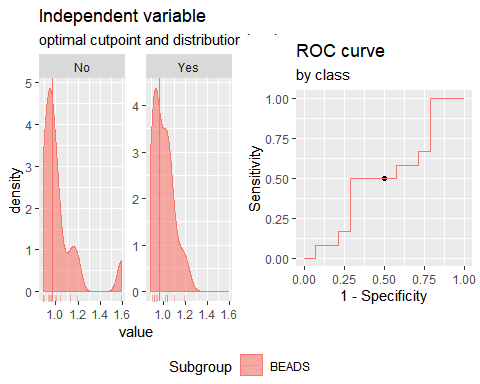 Independent variable
optimal cutpoint and distribution
No
Yes
5
4
3
2
1
0
4
3
2
1
0
density
1.0 1.2 1.4 1.6
1.0 1.2 1.4 1.6
value
ROC curve
by class
1.00
0.75
0.50
0.25
0.00
Sensitivity
0.00 0.25 0.50 0.75 1.00
1 - Specificity
Subgroup
BEADS